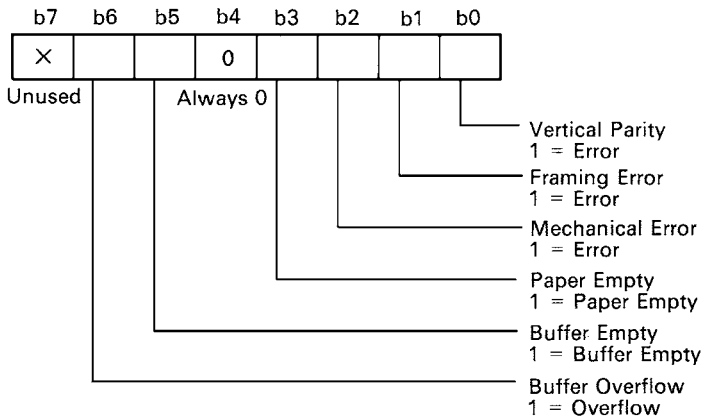 b7 b6 b5 b4 b3 b2 b1 b0
× 0
Unused Always 0
Vertical Parity
1 = Error
Framing Error
1 = Error
Mechanical Error
1 = Error
Paper Empty
1 = Paper Empty
Buffer Empty
1 = Buffer Empty
Buffer Overflow
1 = Overflow